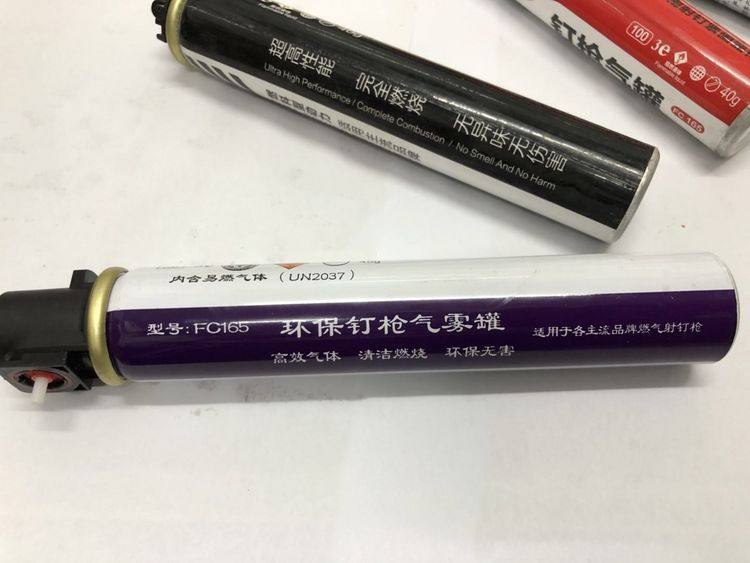 超高性能 完全燃烧 无异味无伤害
Ultra High Performance / Complete Combustion / No Smell And No Harm
100 3e
40g
钉枪气罐
FC 165
内含易燃气体 (UN2037)
型号: FC165 环保钉枪气雾罐 适用于各主流品牌燃气射钉枪
高效气体 清洁燃烧 环保无害